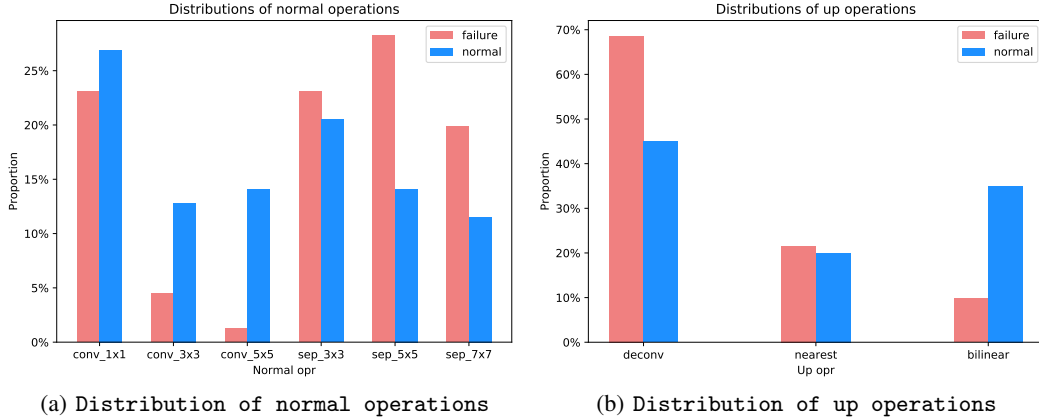 Distributions of normal operations
failure
normal
25%
20%
15%
10%
5%
0%
Proportion
conv_1x1 conv_3x3 conv_5x5 sep_3x3 sep_5x5 sep_7x7
Normal opr
(a) Distribution of normal operations
Distributions of up operations
failure
normal
70%
60%
50%
40%
30%
20%
10%
0%
Proportion
deconv nearest bilinear
Up opr
(b) Distribution of up operations